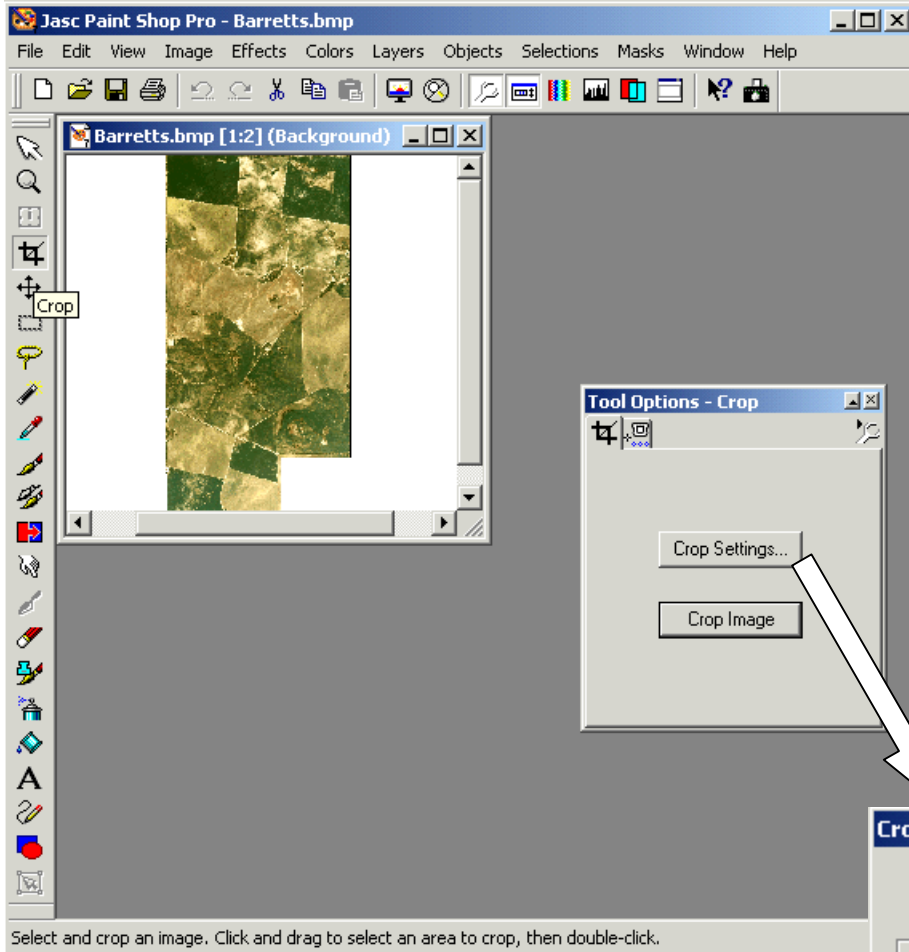 Jasc Paint Shop Pro - Barretts.bmp
File Edit View Image Effects Colors Layers Objects Selections Masks Window Help
Barretts.bmp [1:2] (Background)
Crop
Tool Options - Crop
Crop Settings...
Crop Image
Cro
Select and crop an image. Click and drag to select an area to crop, then double-click.